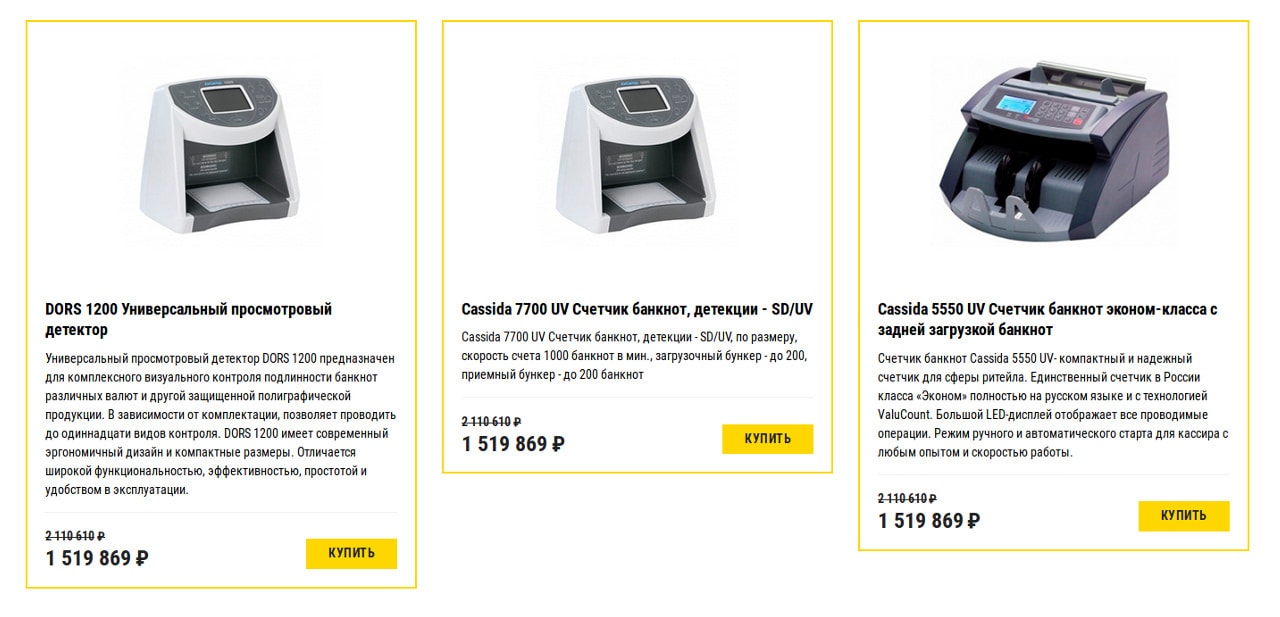 DORS 1200 Универсальный просмотровый
детектор
Универсальный просмотровый детектор DORS 1200 предназначен
для комплексного визуального контроля подлинности банкнот
различных валют и другой защищенной полиграфической
продукции. В зависимости от комплектации, позволяет проводить
до одиннадцати видов контроля. DORS 1200 имеет современный
эргономичный дизайн и компактные размеры. Отличается
широкой функциональностью, эффективностью, простотой и
удобством в эксплуатации.
2 110 610 ₽
1 519 869 ₽
КУПИТЬ
Cassida 7700 UV Счетчик банкнот, детекции - SD/UV
Cassida 7700 UV Счетчик банкнот, детекции - SD/UV, по размеру,
скорость счета 1000 банкнот в мин., загрузочный бункер - до 200,
приемный бункер - до 200 банкнот
2 110 610 ₽
1 519 869 ₽
КУПИТЬ
Cassida 5550 UV Счетчик банкнот эконом-класса с
задней загрузкой банкнот
Счетчик банкнот Cassida 5550 UV- компактный и надежный
счетчик для сферы ритейла. Единственный счетчик в России
класса «Эконом» полностью на русском языке и с технологией
ValuCount. Большой LED-дисплей отображает все проводимые
операции. Режим ручного и автоматического старта для кассира с
любым опытом и скоростью работы.
2 110 610 ₽
1 519 869 ₽
КУПИТЬ